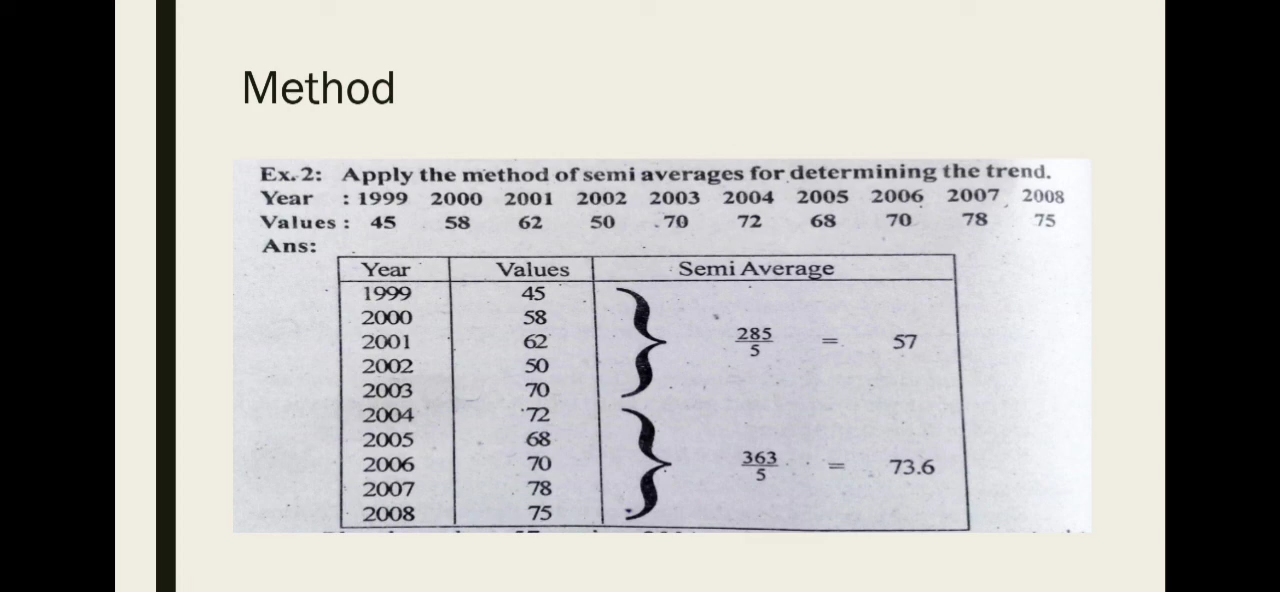 Method
Ex. 2: Apply the method of semi averages for determining the trend.
Year : 1999 2000 2001 2002 2003 2004 2005 2006 2007 2008
Values : 45 58 62 50 70 72 68 70 78 75
Ans:
Year Values Semi Average
1999 45
2000 58
2001 62 285/5 = 57
2002 50
2003 70
2004 72
2005 68
2006 70 363/5 = 73.6
2007 78
2008 75